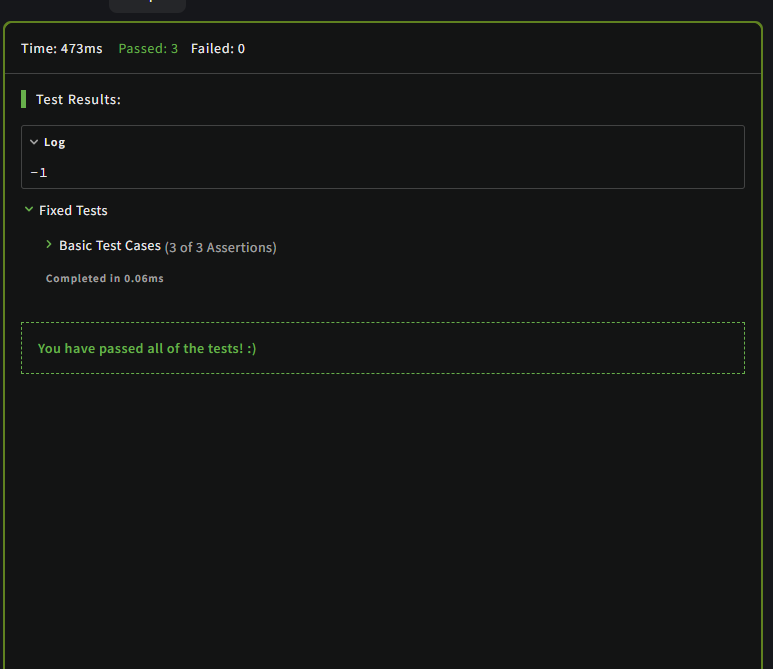 Time: 473ms Passed: 3 Failed: 0
Test Results:
Log
-1
Fixed Tests
Basic Test Cases (3 of 3 Assertions)
Completed in 0.06ms
You have passed all of the tests! :)